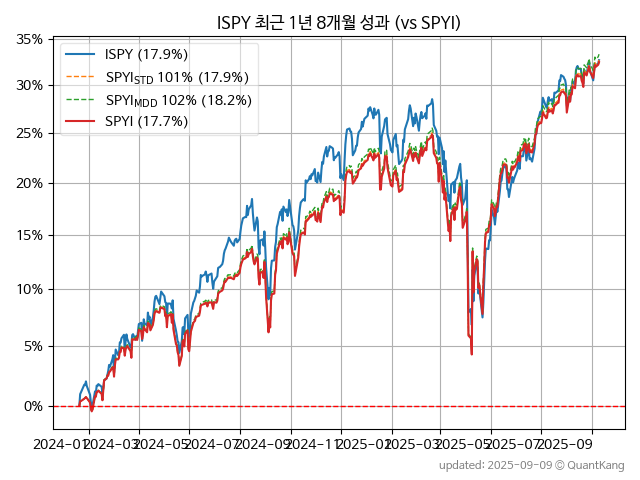 ISPY 최근 1년 8개월 성과 (vs SPYI)
ISPY (17.9%)
SPYI_STD 101% (17.9%)
SPYI_MDD 102% (18.2%)
SPYI (17.7%)
35%
30%
25%
20%
15%
10%
5%
0%
2024-01 2024-03 2024-05 2024-07 2024-09 2024-11 2025-01 2025-03 2025-05 2025-07 2025-09
updated: 2025-09-09 © QuantKang